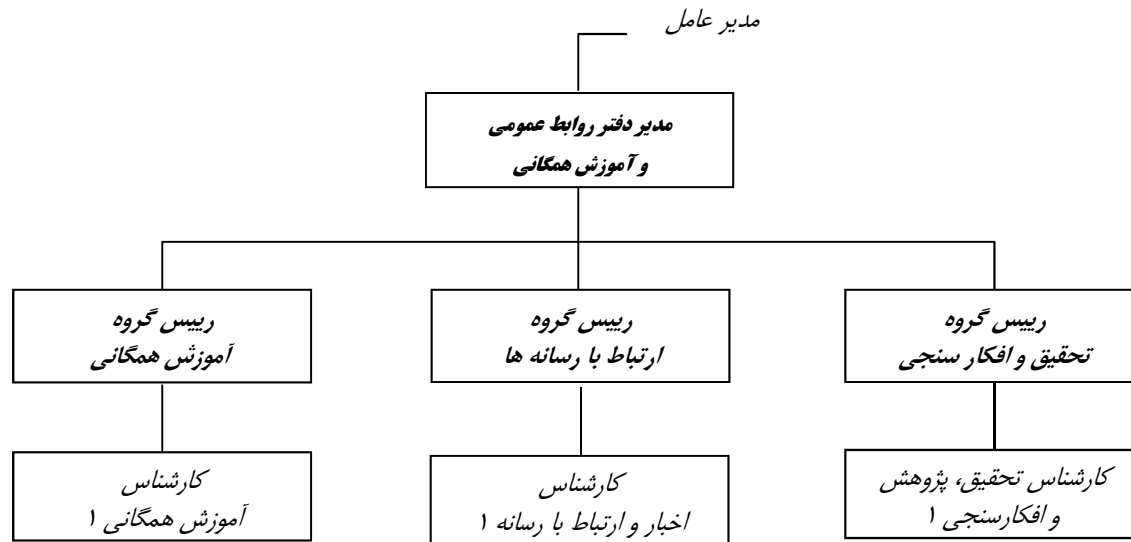 مدیر عامل
مدیر دفتر روابط عمومی
و آموزش همگانی
رییس گروه
تحقیق و افکار سنجی
رییس گروه
ارتباط با رسانه ها
رییس گروه
آموزش همگانی
کارشناس تحقیق، پژوهش
و افکارسنجی ۱
کارشناس
اخبار و ارتباط با رسانه ۱
کارشناس
آموزش همگانی ۱